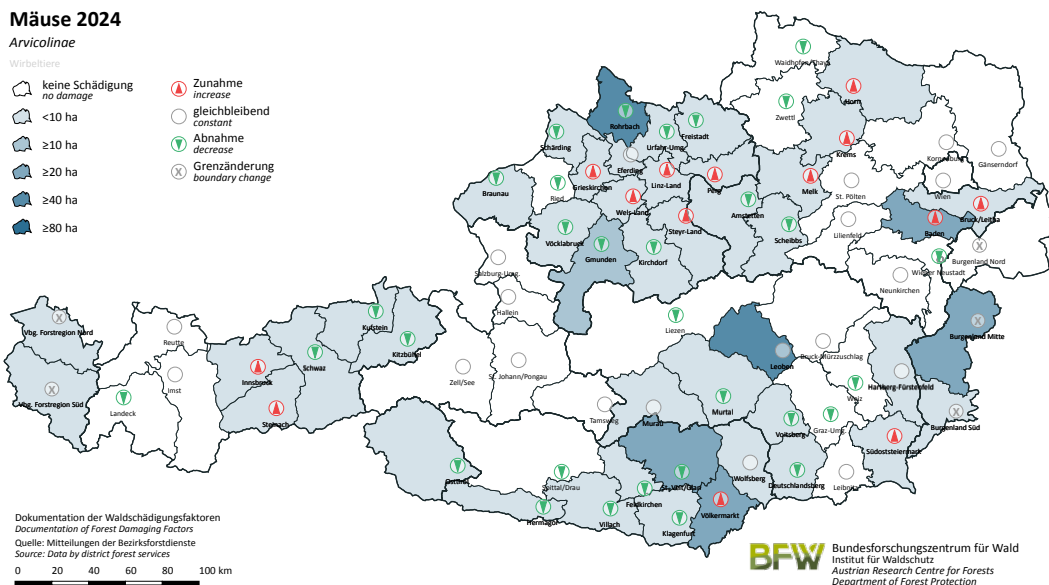 Mäuse 2024
Arvicolinae
Wirbeltiere
keine Schädigung
no damage
<10 ha
≥10 ha
≥20 ha
≥40 ha
≥80 ha
Zunahme
increase
gleichbleibend
constant
Abnahme
decrease
Grenzänderung
boundary change
Waidhofen/Thaya
Horn
Zwettl
Rohrbach
Freistadt
Schärding
Urfahr-Umg.
Krems
Korneuburg
Gänserndorf
Eferding
Grieskirchen
Linz-Land
Perg
Melk
St. Pölten
Wien
Braunau
Ried
Wels-Land
Amstetten
Bruck/Leitha
Steyr-Land
Scheibbs
Lilienfeld
Baden
Vöcklabruck
Gmunden
Kirchdorf
Burgenland Nord
Wiener Neustadt
Salzburg-Umg.
Neunkirchen
Hallein
Kufstein
Liezen
Burgenland Mitte
Vbg. Forstregion Nord
Reutte
Kitzbühel
Schwaz
Leoben
Bruck-Mürzzuschlag
Innsbruck
Zell/See
St. Johann/Pongau
Hartberg-Fürstenfeld
Imst
Vbg. Forstregion Süd
Landeck
Steinach
Murtal
Weiz
Tamsweg
Murau
Voitsberg
Graz-Umg.
Burgenland Süd
Südoststeiermark
Osttirol
Spittal/Drau
St. Veit/Glan
Wolfsberg
Deutschlandsberg
Leibnitz
Hermagor
Villach
Feldkirchen
Klagenfurt
Völkermarkt
Dokumentation der Waldschädigungsfaktoren
Documentation of Forest Damaging Factors
Quelle: Mitteilungen der Bezirksforstdienste
Source: Data by district forest services
0 20 40 60 80 100 km
BFW
Bundesforschungszentrum für Wald
Institut für Waldschutz
Austrian Research Centre for Forests
Department of Forest Protection